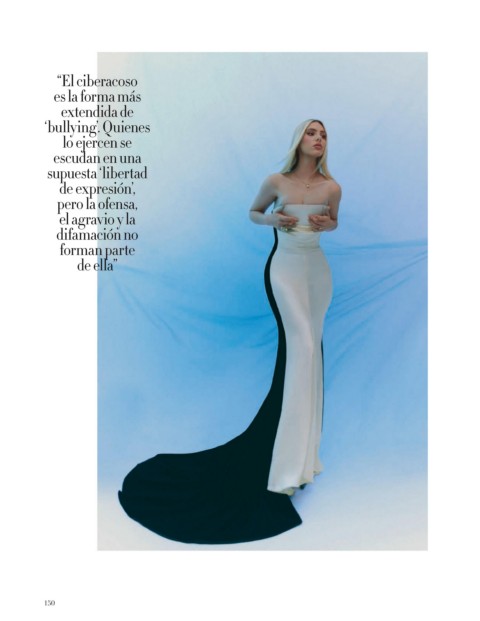 “El ciberacoso
es la forma más
extendida de
‘bullying’. Quienes
lo ejercen se
escudan en una
supuesta ‘libertad
de expresión’,
pero la ofensa,
el agravio y la
difamación no
forman parte
de ella”
150